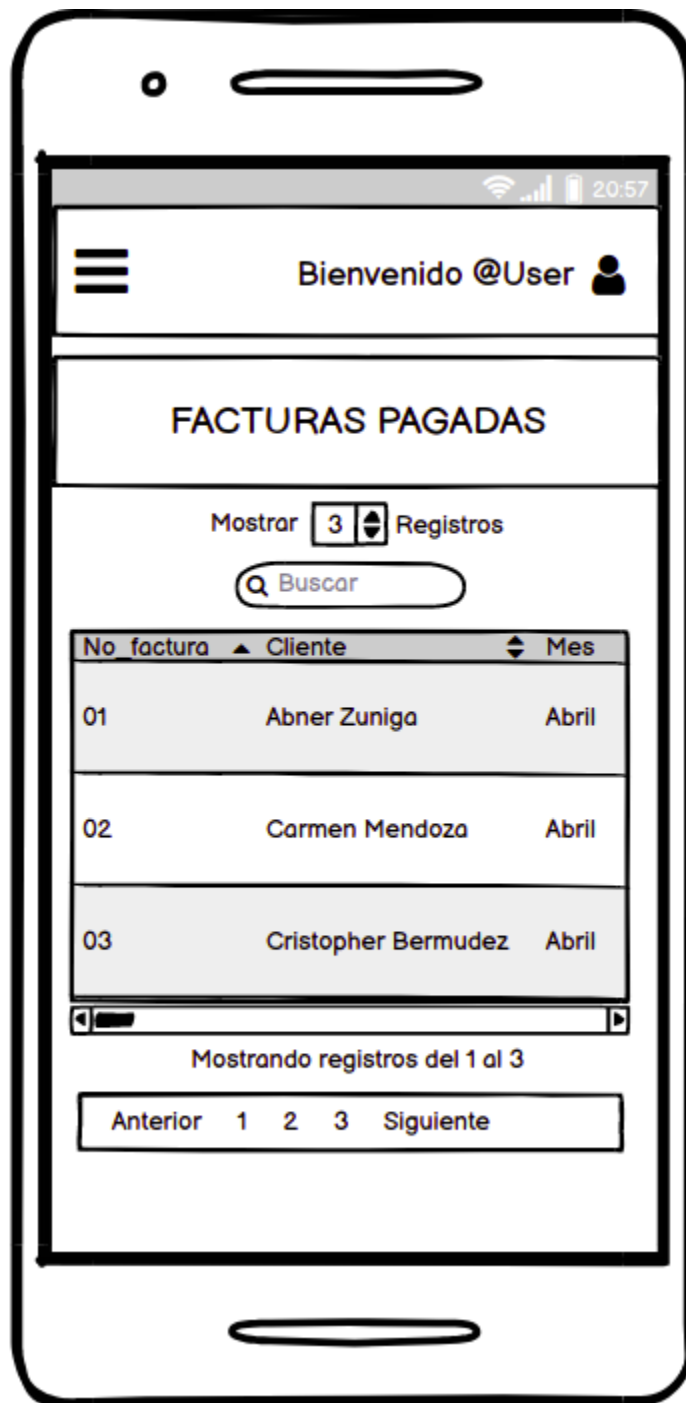 20:57
Bienvenido @User
FACTURAS PAGADAS
Mostrar 3 Registros
Buscar
No_factura Cliente Mes
01 Abner Zuniga Abril
02 Carmen Mendoza Abril
03 Cristopher Bermudez Abril
Mostrando registros del 1 al 3
Anterior 1 2 3 Siguiente